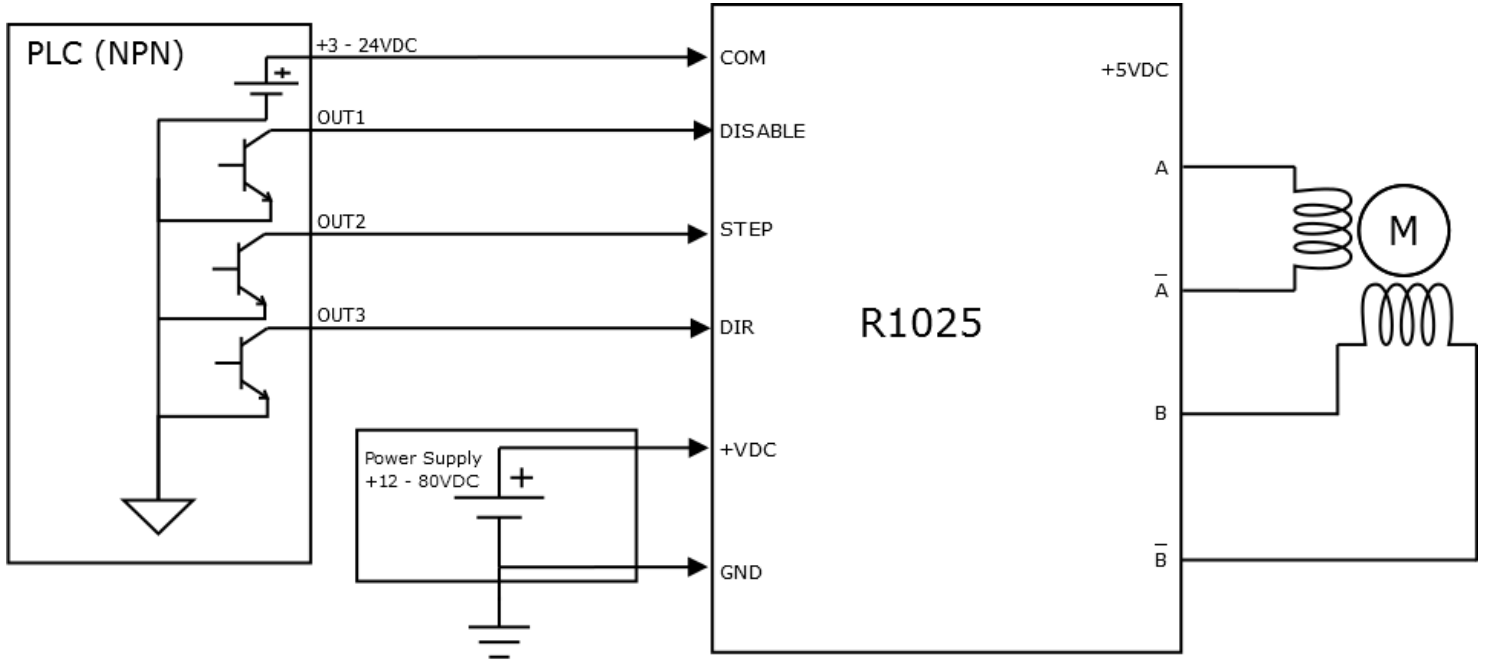 PLC (NPN)
+3 - 24VDC
+
OUT1
OUT2
OUT3
Power Supply
+12 - 80VDC
+
COM
DISABLE
STEP
DIR
+VDC
GND
R1025
+5VDC
A
A̅
B
B̅
M